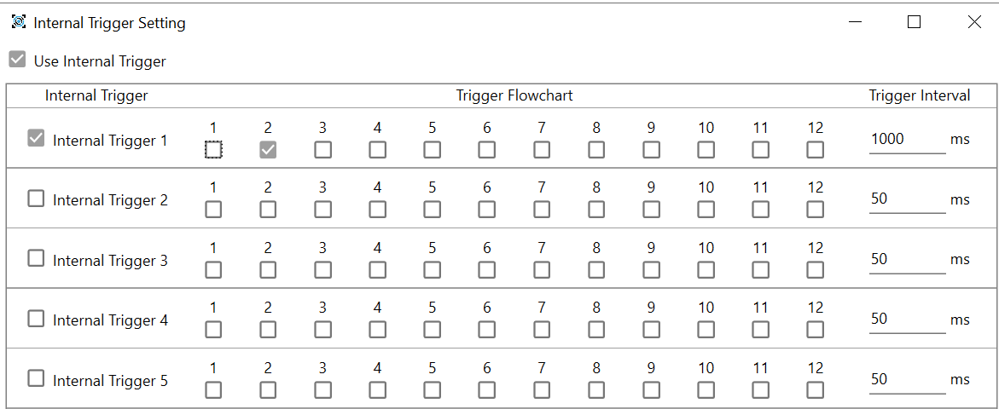 Internal Trigger Setting
Use Internal Trigger
Internal Trigger Trigger Flowchart Trigger Interval
1 2 3 4 5 6 7 8 9 10 11 12
Internal Trigger 1 1000 ms
1 2 3 4 5 6 7 8 9 10 11 12
Internal Trigger 2 50 ms
1 2 3 4 5 6 7 8 9 10 11 12
Internal Trigger 3 50 ms
1 2 3 4 5 6 7 8 9 10 11 12
Internal Trigger 4 50 ms
1 2 3 4 5 6 7 8 9 10 11 12
Internal Trigger 5 50 ms